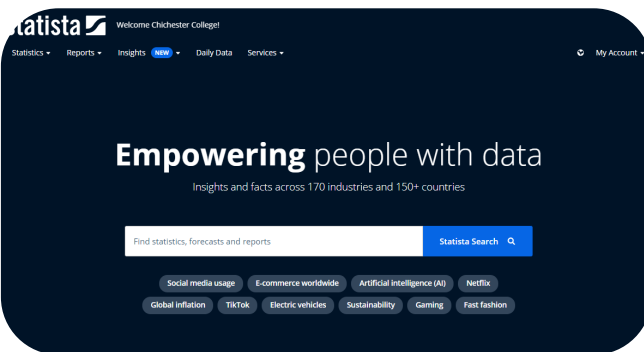 statista
Welcome Chichester College!
Statistics Reports Insights NEW Daily Data Services My Account
Empowering people with data
Insights and facts across 170 industries and 150+ countries
Find statistics, forecasts and reports Statista Search
Social media usage E-commerce worldwide Artificial intelligence (AI) Netflix
Global inflation TikTok Electric vehicles Sustainability Gaming Fast fashion